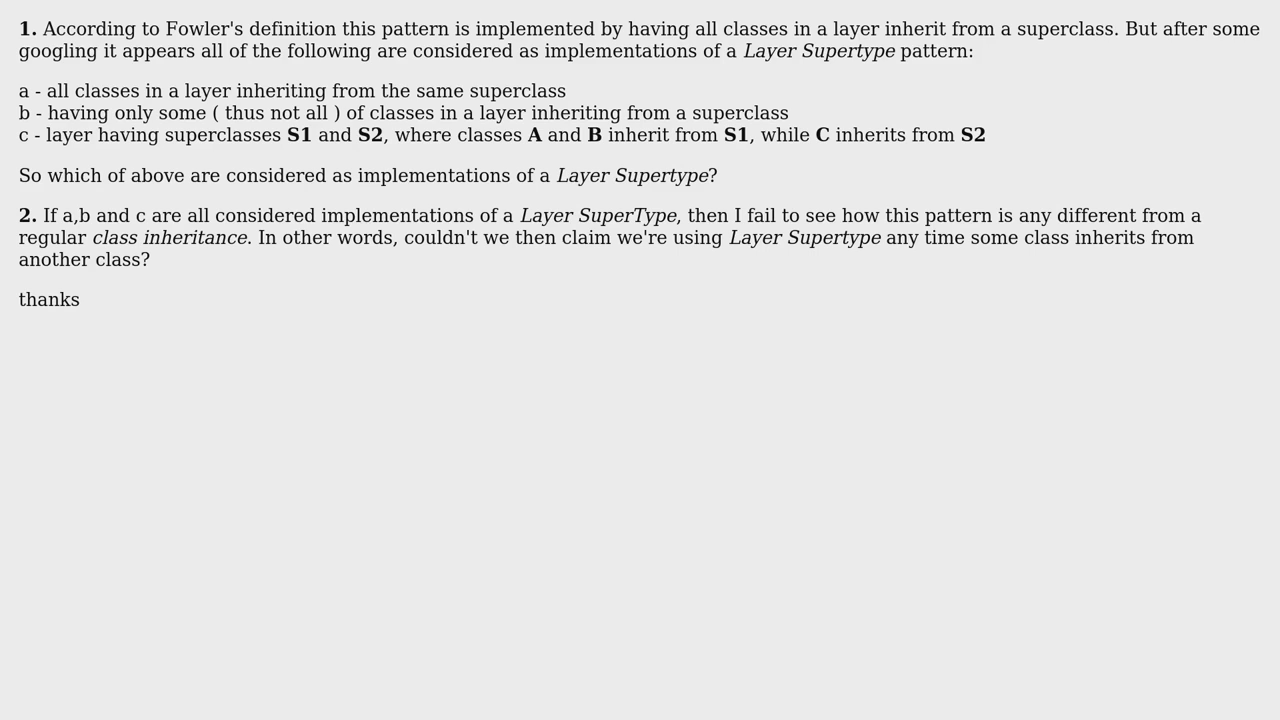 1. According to Fowler's definition this pattern is implemented by having all classes in a layer inherit from a superclass. But after some
googling it appears all of the following are considered as implementations of a Layer Supertype pattern:
a - all classes in a layer inheriting from the same superclass
b - having only some ( thus not all ) of classes in a layer inheriting from a superclass
c - layer having superclasses S1 and S2, where classes A and B inherit from S1, while C inherits from S2
So which of above are considered as implementations of a Layer Supertype?
2. If a,b and c are all considered implementations of a Layer SuperType, then I fail to see how this pattern is any different from a
regular class inheritance. In other words, couldn't we then claim we're using Layer Supertype any time some class inherits from
another class?
thanks